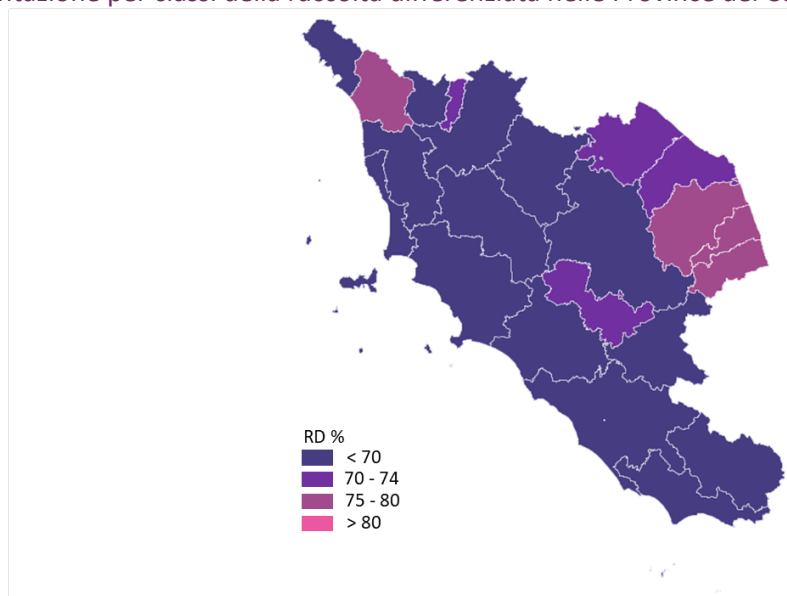 per classi della raccolta differenziata nelle Province del
RD %
< 70
70 - 74
75 - 80
> 80